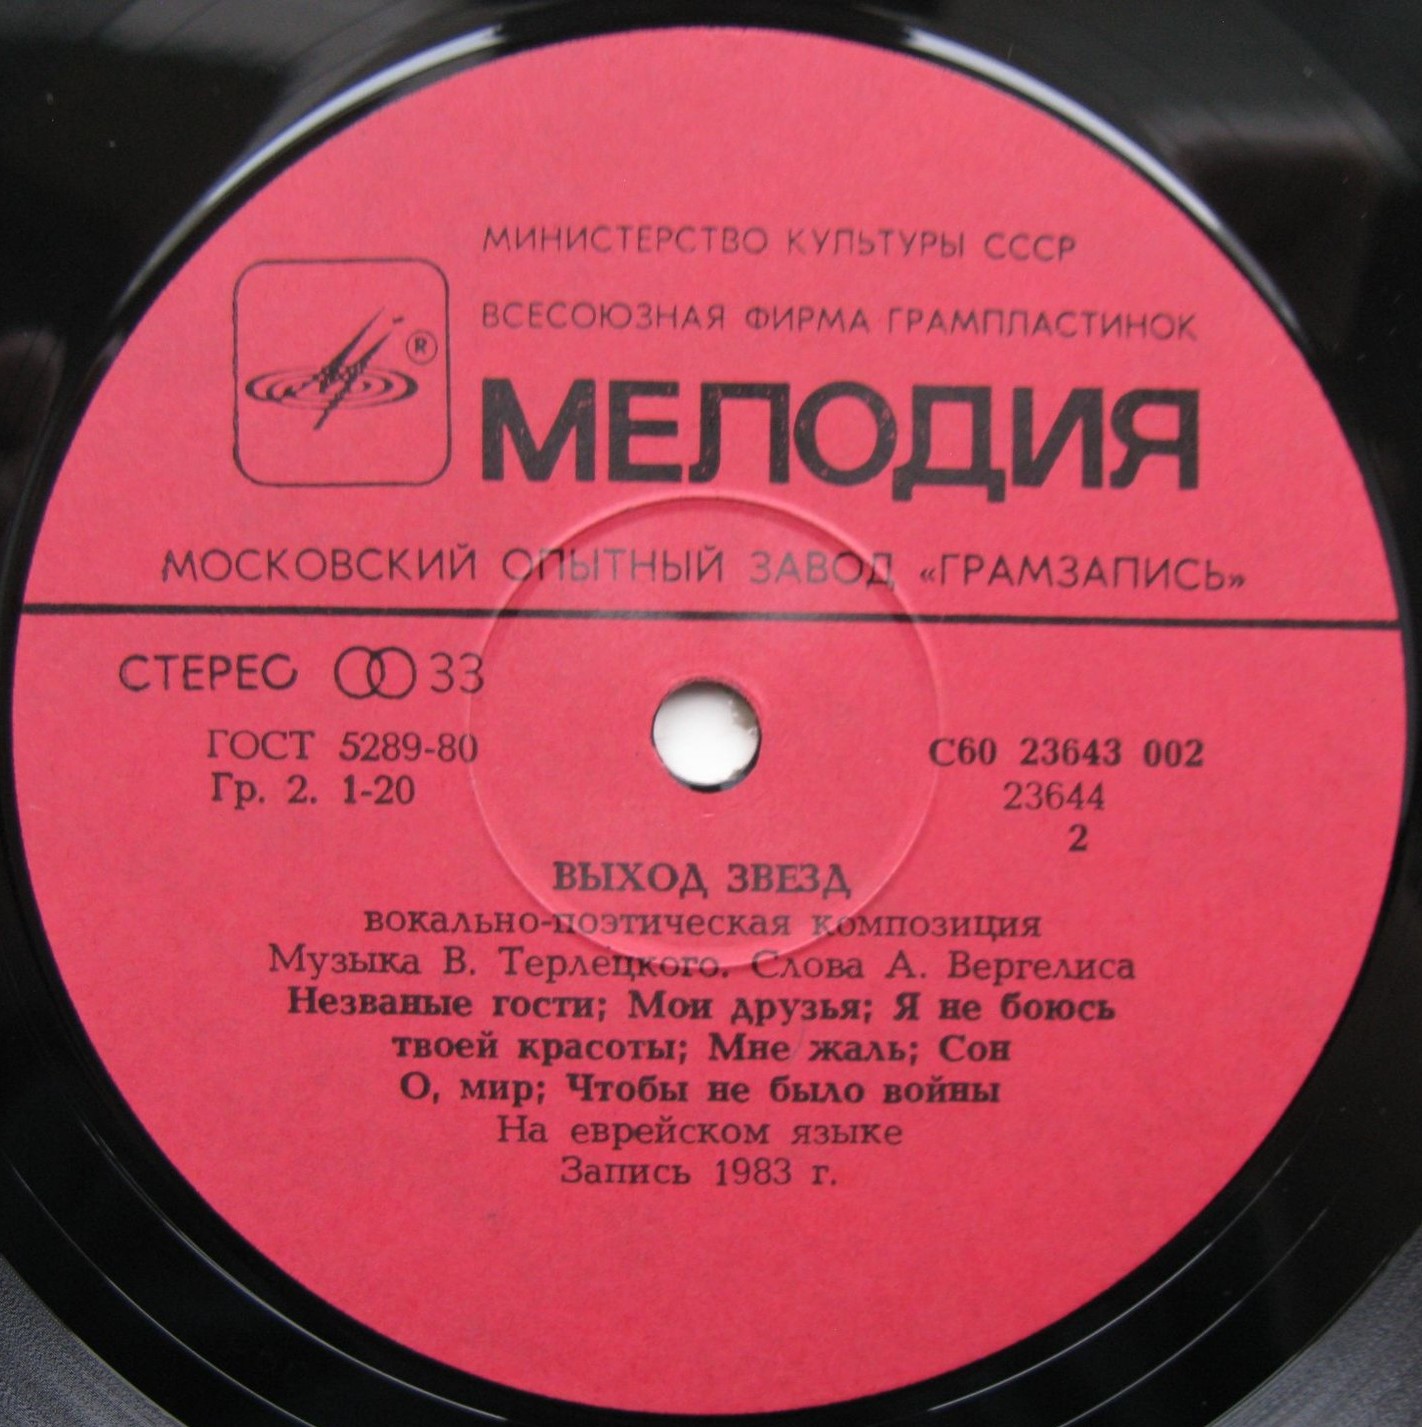 МИНИСТЕРСТВО КУЛЬТУРЫ СССР
ВСЕСОЮЗНАЯ ФИРМА ГРАМПЛАСТИНОК
®
МЕЛОДИЯ
МОСКОВСКИЙ ОПЫТНЫЙ ЗАВОД «ГРАМЗАПИСЬ»
СТЕРЕО 33
ГОСТ 5289-80
Гр. 2. 1-20
С60 23643 002
23644
2
ВЫХОД ЗВЕЗД
вокально-поэтическая композиция
Музыка В. Терлецкого. Слова А. Вергелиса
Незваные гости; Мои друзья; Я не боюсь
твоей красоты; Мне жаль; Сон
О, мир; Чтобы не было войны
На еврейском языке
Запись 1983 г.